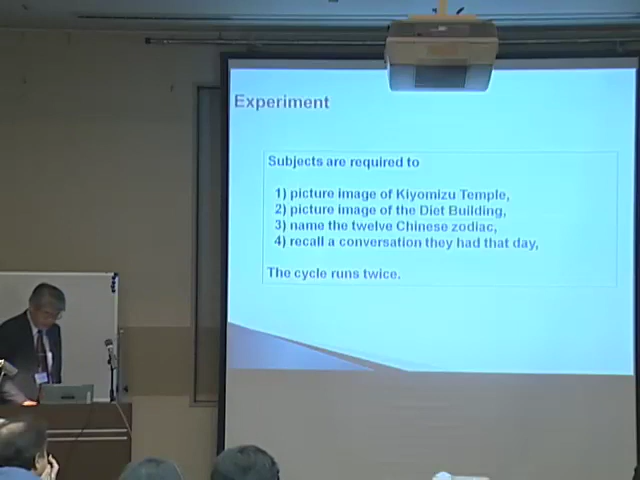 Experiment
Subjects are required to
1) picture image of Kiyomizu Temple,
2) picture image of the Diet Building,
3) name the twelve Chinese zodiac,
4) recall a conversation they had that day,
The cycle runs twice.